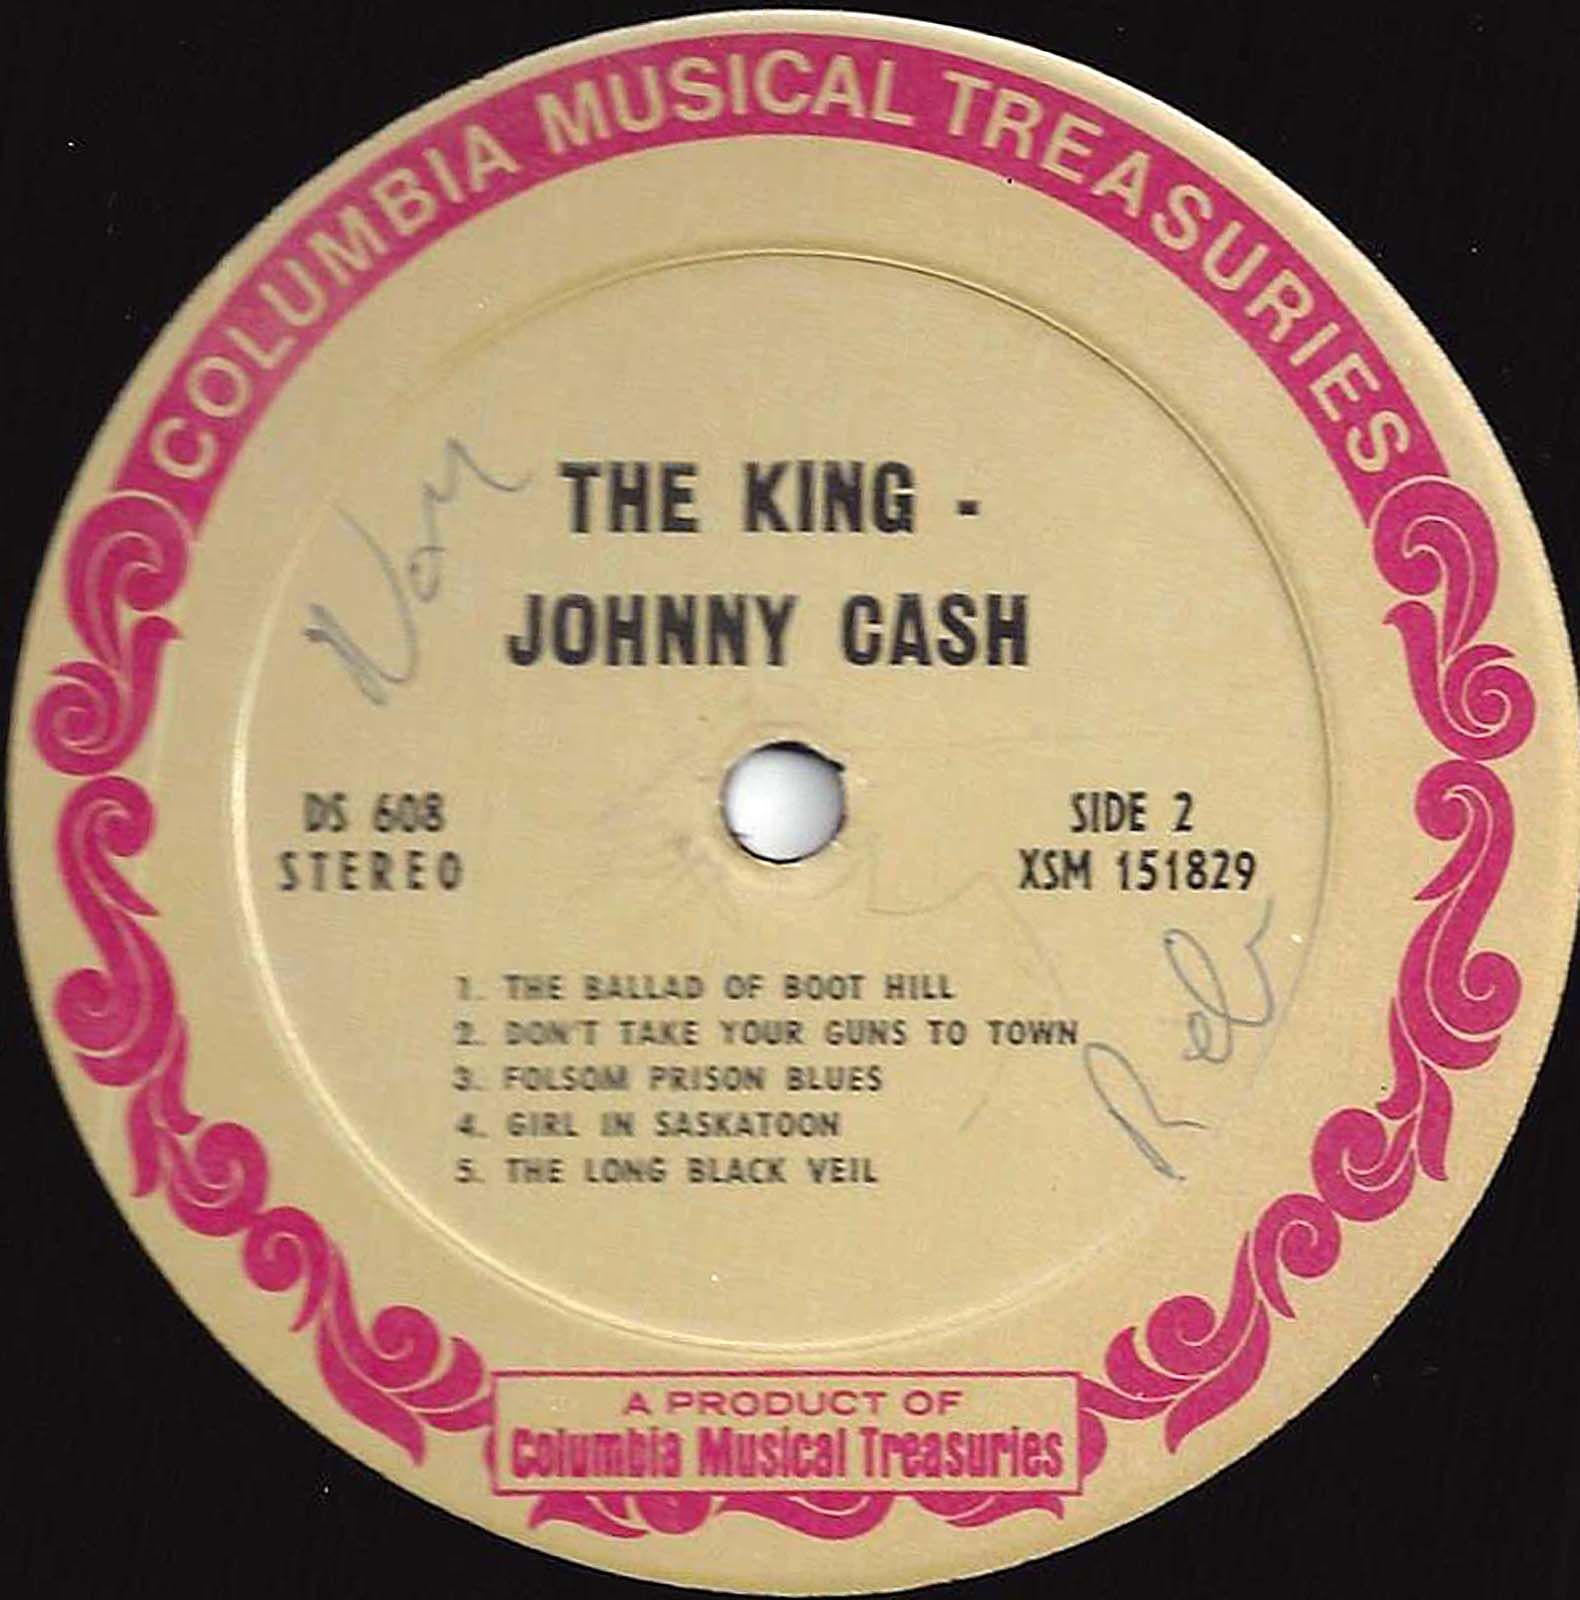 COLUMBIA MUSICAL TREASURIES
THE KING -
JOHNNY CASH
DS 608
STEREO
SIDE 2
XSM 151829
1. THE BALLAD OF BOOT HILL
2. DON'T TAKE YOUR GUNS TO TOWN
3. FOLSOM PRISON BLUES
4. GIRL IN SASKATOON
5. THE LONG BLACK VEIL
A PRODUCT OF
Columbia Musical Treasuries